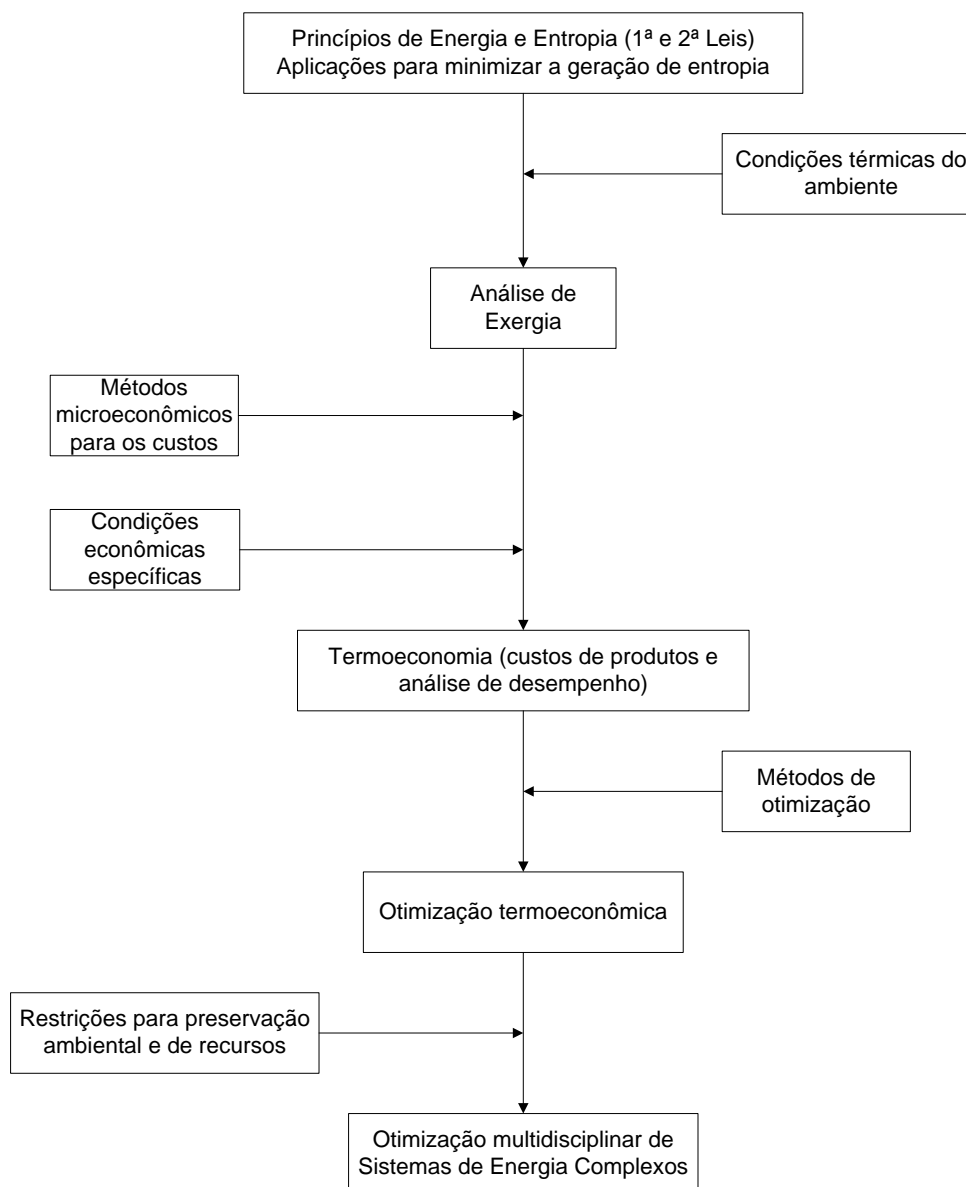 Princípios de Energia e Entropia (1ª e 2ª Leis)
Aplicações para minimizar a geração de entropia
Condições térmicas do
ambiente
Análise de
Exergia
Métodos
microeconômicos
para os custos
Condições
econômicas
específicas
Termoeconomia (custos de produtos e
análise de desempenho)
Métodos de
otimização
Otimização termoeconômica
Restrições para preservação
ambiental e de recursos
Otimização multidisciplinar de
Sistemas de Energia Complexos